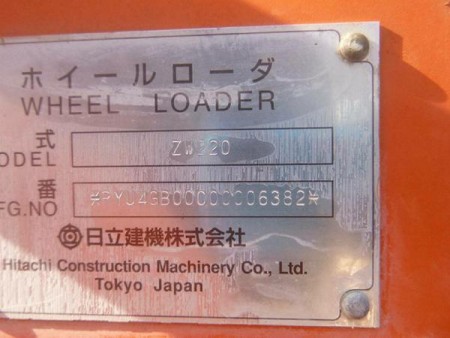 ホイールローダ
WHEEL LOADER
式
ODEL ZW220
番
FG.NO
日立建機株式会社
Hitachi Construction Machinery Co., Ltd.
Tokyo Japan